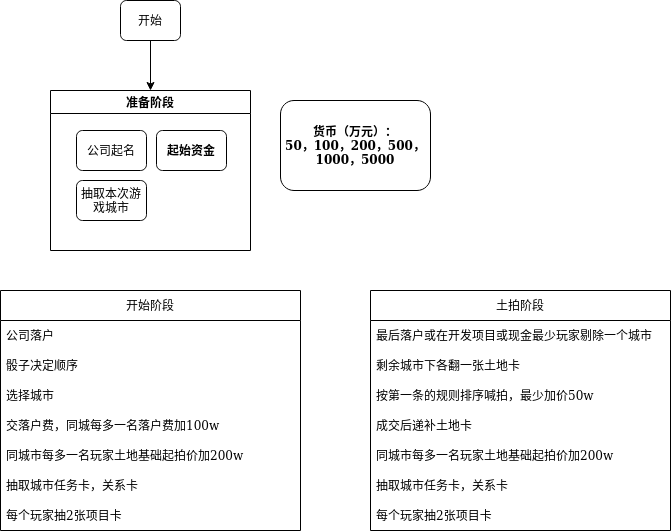 开始
准备阶段
公司起名
起始资金
抽取本次游
戏城市
货币（万元）：
50，100，200，500，
1000，5000
开始阶段
公司落户
骰子决定顺序
选择城市
交落户费，同城每多一名落户费加100w
同城市每多一名玩家土地基础起拍价加200w
抽取城市任务卡，关系卡
每个玩家抽2张项目卡
土拍阶段
最后落户或在开发项目或现金最少玩家剔除一个城市
剩余城市下各翻一张土地卡
按第一条的规则排序喊拍，最少加价50w
成交后递补土地卡
同城市每多一名玩家土地基础起拍价加200w
抽取城市任务卡，关系卡
每个玩家抽2张项目卡